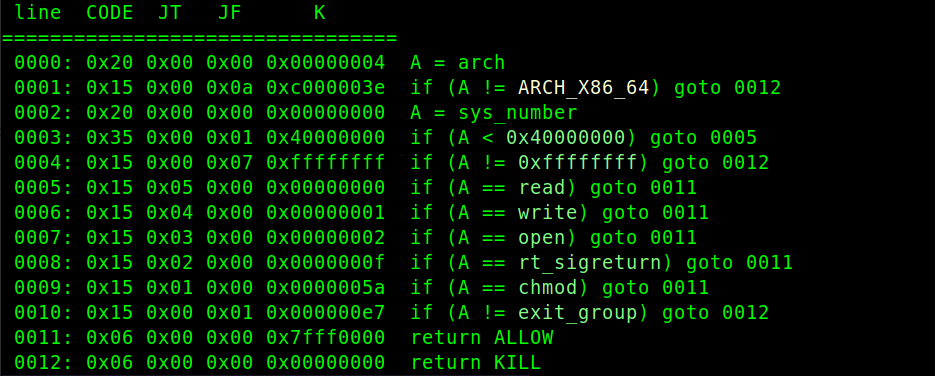 line CODE JT JF K
=================================
0000: 0x20 0x00 0x00 0x00000004 A = arch
0001: 0x15 0x00 0x0a 0xc000003e if (A != ARCH_X86_64) goto 0012
0002: 0x20 0x00 0x00 0x00000000 A = sys_number
0003: 0x35 0x00 0x01 0x40000000 if (A < 0x40000000) goto 0005
0004: 0x15 0x00 0x07 0xffffffff if (A != 0xffffffff) goto 0012
0005: 0x15 0x05 0x00 0x00000000 if (A == read) goto 0011
0006: 0x15 0x04 0x00 0x00000001 if (A == write) goto 0011
0007: 0x15 0x03 0x00 0x00000002 if (A == open) goto 0011
0008: 0x15 0x02 0x00 0x0000000f if (A == rt_sigreturn) goto 0011
0009: 0x15 0x01 0x00 0x0000005a if (A == chmod) goto 0011
0010: 0x15 0x00 0x01 0x000000e7 if (A != exit_group) goto 0012
0011: 0x06 0x00 0x00 0x7fff0000 return ALLOW
0012: 0x06 0x00 0x00 0x00000000 return KILL